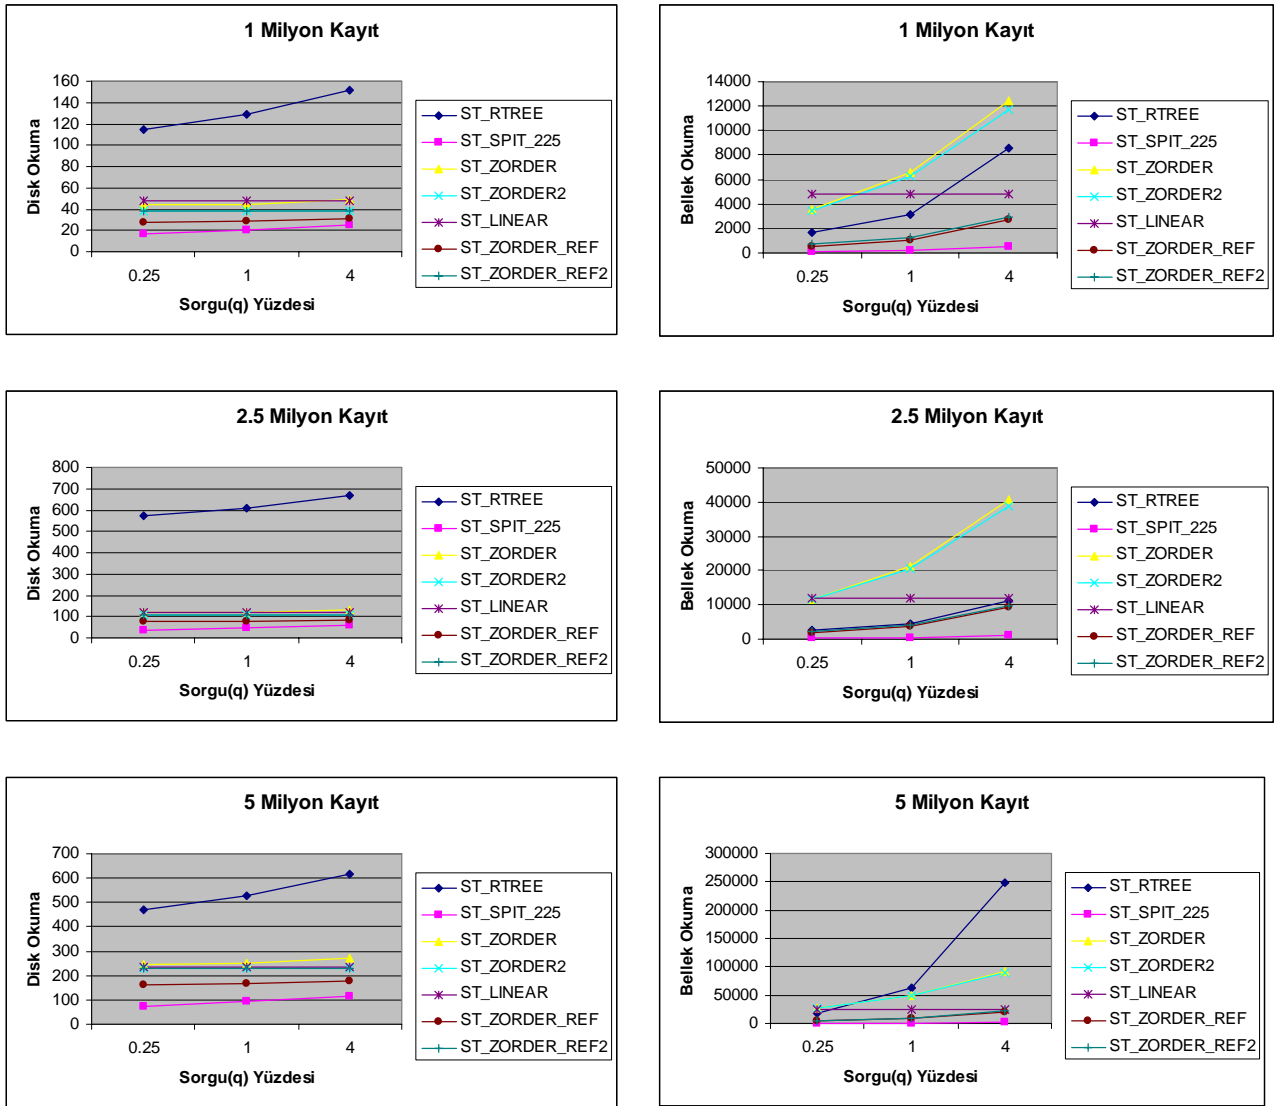 1 Milyon Kayıt
Disk Okuma
160
140
120
100
80
60
40
20
0
0.25 1 4
Sorgu(q) Yüzdesi
ST_RTREE
ST_SPIT_225
ST_ZORDER
ST_ZORDER2
ST_LINEAR
ST_ZORDER_REF
ST_ZORDER_REF2
1 Milyon Kayıt
Bellek Okuma
14000
12000
10000
8000
6000
4000
2000
0
0.25 1 4
Sorgu(q) Yüzdesi
ST_RTREE
ST_SPIT_225
ST_ZORDER
ST_ZORDER2
ST_LINEAR
ST_ZORDER_REF
ST_ZORDER_REF2
2.5 Milyon Kayıt
Disk Okuma
800
700
600
500
400
300
200
100
0
0.25 1 4
Sorgu(q) Yüzdesi
ST_RTREE
ST_SPIT_225
ST_ZORDER
ST_ZORDER2
ST_LINEAR
ST_ZORDER_REF
ST_ZORDER_REF2
2.5 Milyon Kayıt
Bellek Okuma
50000
40000
30000
20000
10000
0
0.25 1 4
Sorgu(q) Yüzdesi
ST_RTREE
ST_SPIT_225
ST_ZORDER
ST_ZORDER2
ST_LINEAR
ST_ZORDER_REF
ST_ZORDER_REF2
5 Milyon Kayıt
Disk Okuma
700
600
500
400
300
200
100
0
0.25 1 4
Sorgu(q) Yüzdesi
ST_RTREE
ST_SPIT_225
ST_ZORDER
ST_ZORDER2
ST_LINEAR
ST_ZORDER_REF
ST_ZORDER_REF2
5 Milyon Kayıt
Bellek Okuma
300000
250000
200000
150000
100000
50000
0
0.25 1 4
Sorgu(q) Yüzdesi
ST_RTREE
ST_SPIT_225
ST_ZORDER
ST_ZORDER2
ST_LINEAR
ST_ZORDER_REF
ST_ZORDER_REF2